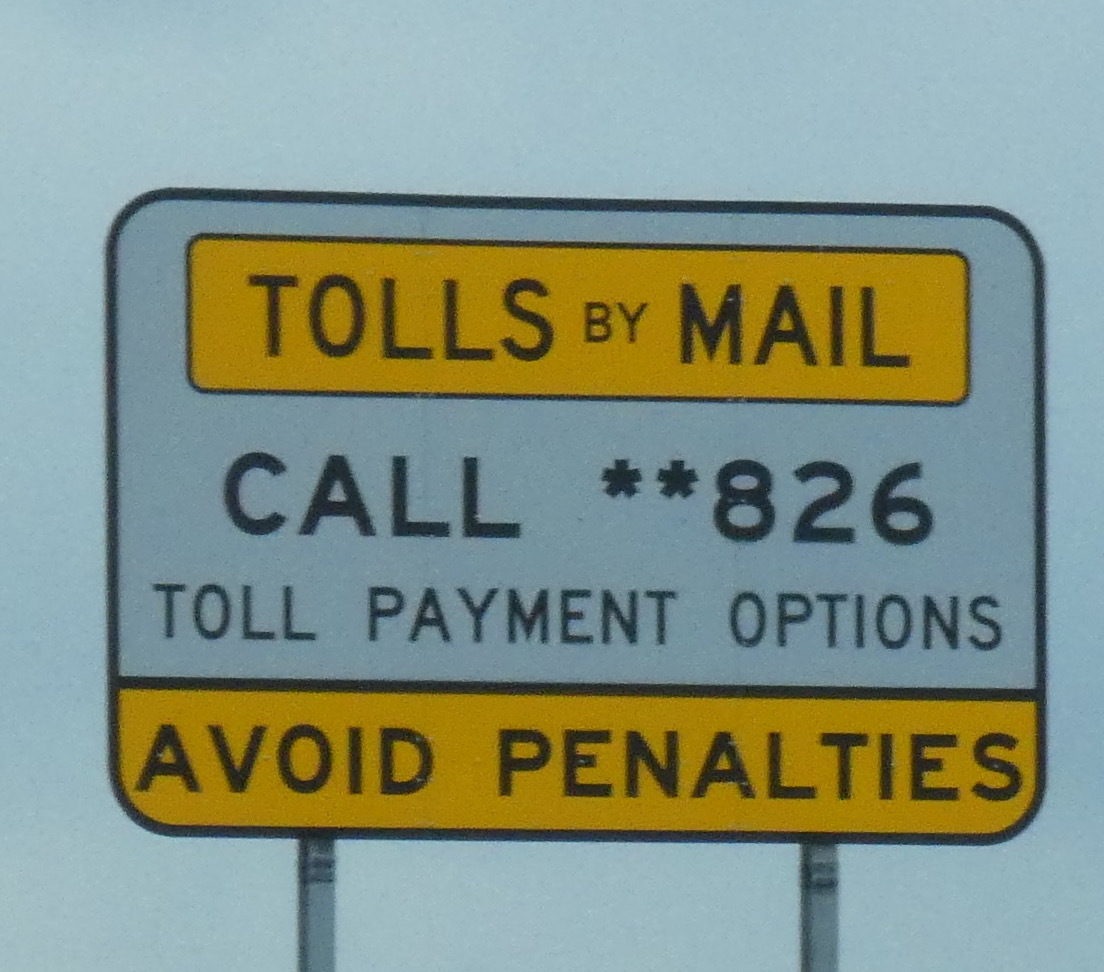 TOLLS BY MAIL
CALL **826
TOLL PAYMENT OPTIONS
AVOID PENALTIES